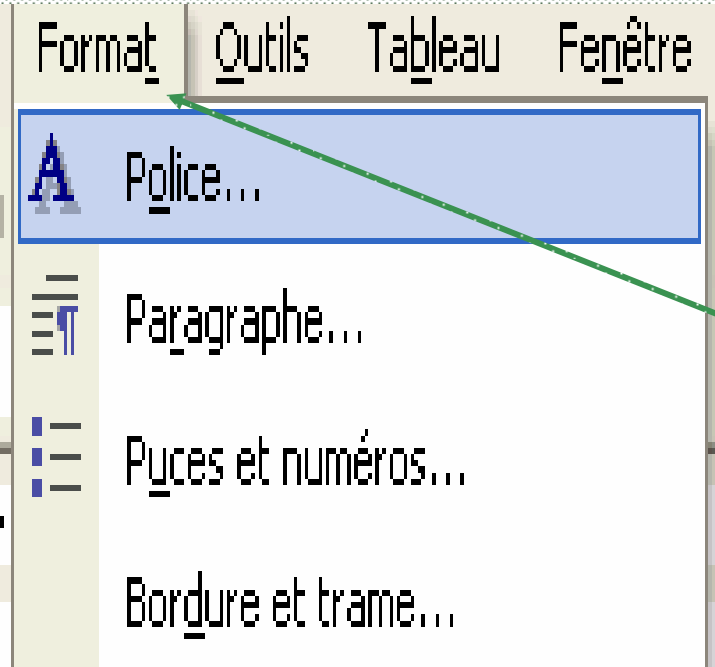 Format Outils Tableau Fenêtre
Police...
Paragraphe...
Puces et numéros...
Bordure et trame...